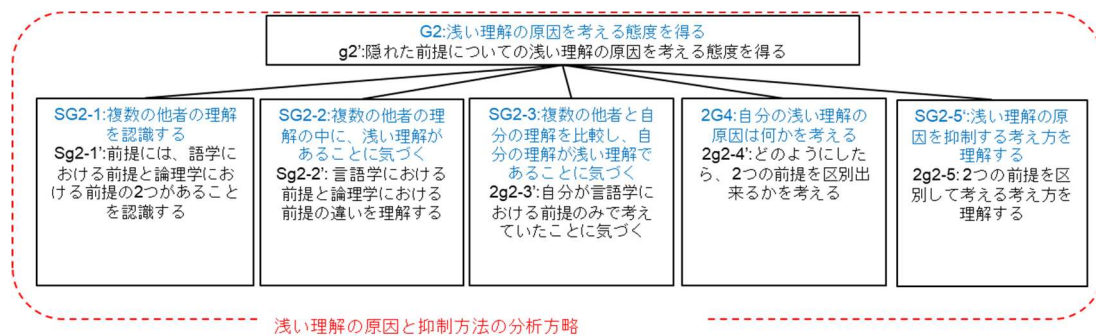 G2:浅い理解の原因を考える態度を得る
g2':隠れた前提についての浅い理解の原因を考える態度を得る
SG2-1:複数の他者の理解
を認識する
Sg2-1':前提には、語学に
おける前提と論理学にお
ける前提の2つがあること
を認識する
SG2-2:複数の他者の理
解の中に、浅い理解が
あることに気づく
Sg2-2': 言語学における
前提と論理学における
前提の違いを理解する
SG2-3:複数の他者と自
分の理解を比較し、自
分の理解が浅い理解で
あることに気づく
2g2-3':自分が言語学に
おける前提のみで考え
ていたことに気づく
2G4:自分の浅い理解の
原因は何かを考える
2g2-4':どのようにした
ら、2つの前提を区別出
来るかを考える
SG2-5':浅い理解の原
因を抑制する考え方を
理解する
2g2-5: 2つの前提を区
別して考える考え方を
理解する
浅い理解の原因と抑制方法の分析方略